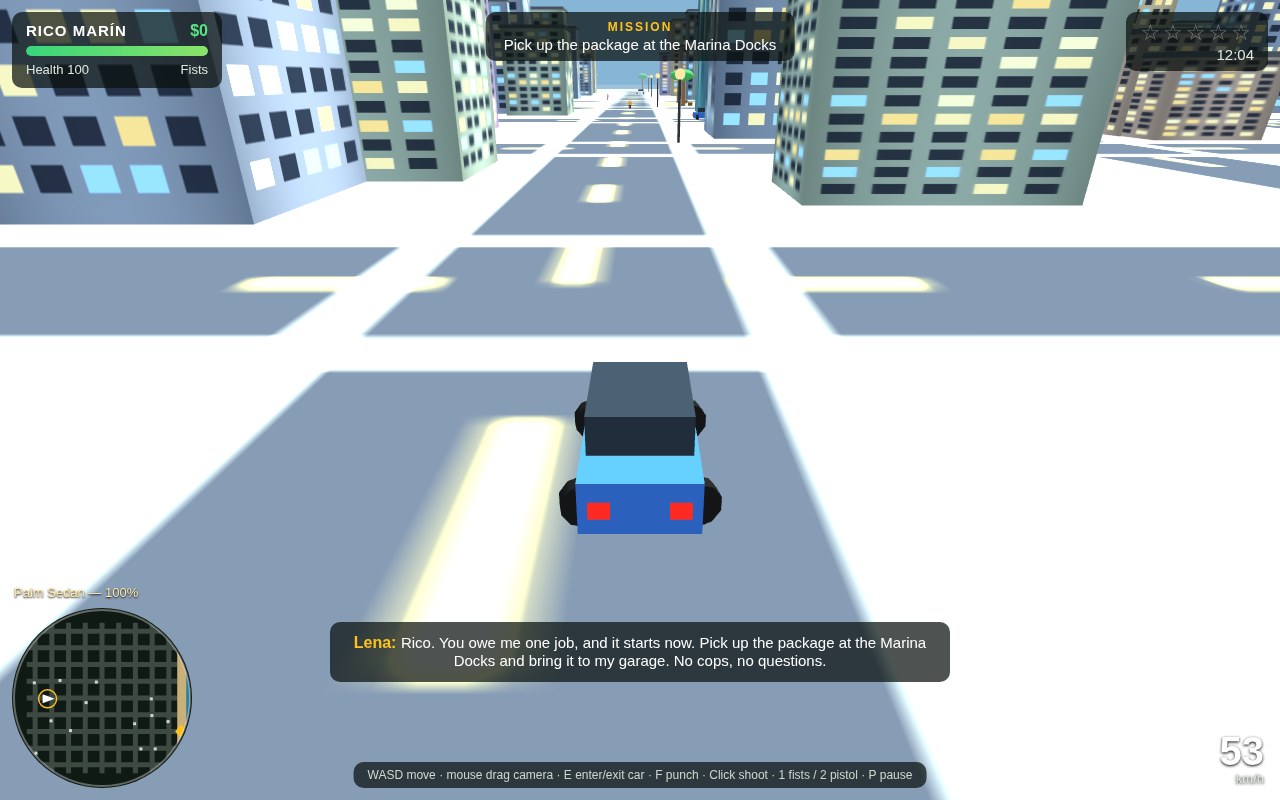 RICO MARÍN $0
Health 100 Fists
MISSION
Pick up the package at the Marina Docks
☆☆☆☆☆
12:04
Palm Sedan — 100%
Lena: Rico. You owe me one job, and it starts now. Pick up the package at the Marina
Docks and bring it to my garage. No cops, no questions.
WASD move · mouse drag camera · E enter/exit car · F punch · Click shoot · 1 fists / 2 pistol · P pause
53
km/h